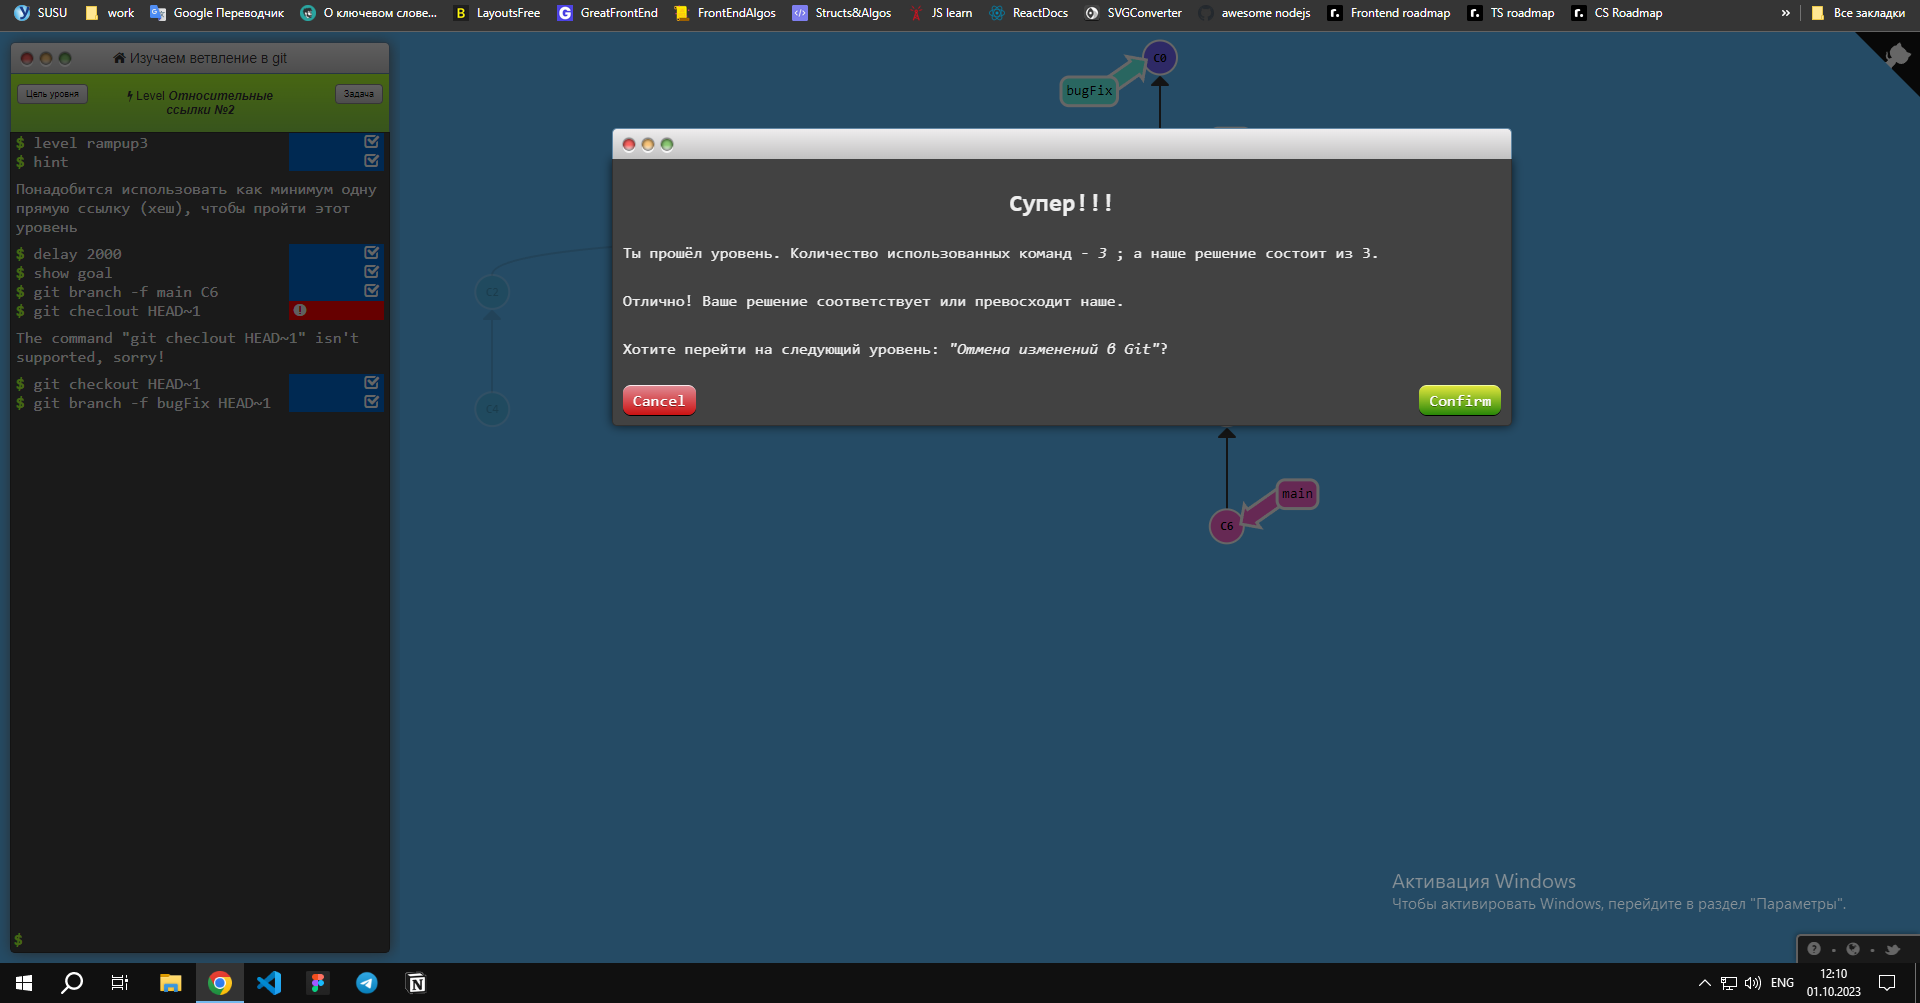 SUSU
work
Google Переводчик
О ключевом слове...
LayoutsFree
GreatFrontEnd
FrontEndAlgos
Structs&Algos
JS learn
ReactDocs
SVGConverter
awesome nodejs
Frontend roadmap
TS roadmap
CS Roadmap
»
Все закладки
Изучаем ветвление в git
Цель уровня
Level Относительные
ссылки №2
Задача
$ level rampup3
$ hint
Понадобится использовать как минимум одну
прямую ссылку (хеш), чтобы пройти этот
уровень
$ delay 2000
$ show goal
$ git branch -f main C6
$ git checlout HEAD~1
The command "git checlout HEAD~1" isn't
supported, sorry!
$ git checkout HEAD~1
$ git branch -f bugFix HEAD~1
$
C0
bugFix
C2
C4
Супер!!!
Ты прошёл уровень. Количество использованных команд - 3 ; а наше решение состоит из 3.
Отлично! Ваше решение соответствует или превосходит наше.
Хотите перейти на следующий уровень: "Отмена изменений в Git"?
Cancel
Confirm
main
C6
Активация Windows
Чтобы активировать Windows, перейдите в раздел "Параметры".
ENG
12:10
01.10.2023